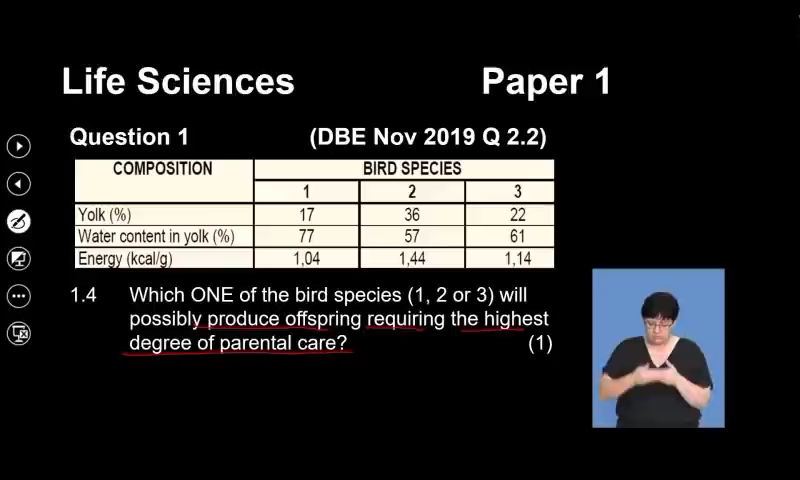 Life Sciences Paper 1
Question 1 (DBE Nov 2019 Q 2.2)
COMPOSITION BIRD SPECIES
1 2 3
Yolk (%) 17 36 22
Water content in yolk (%) 77 57 61
Energy (kcal/g) 1,04 1,44 1,14
1.4 Which ONE of the bird species (1, 2 or 3) will
possibly produce offspring requiring the highest
degree of parental care? (1)